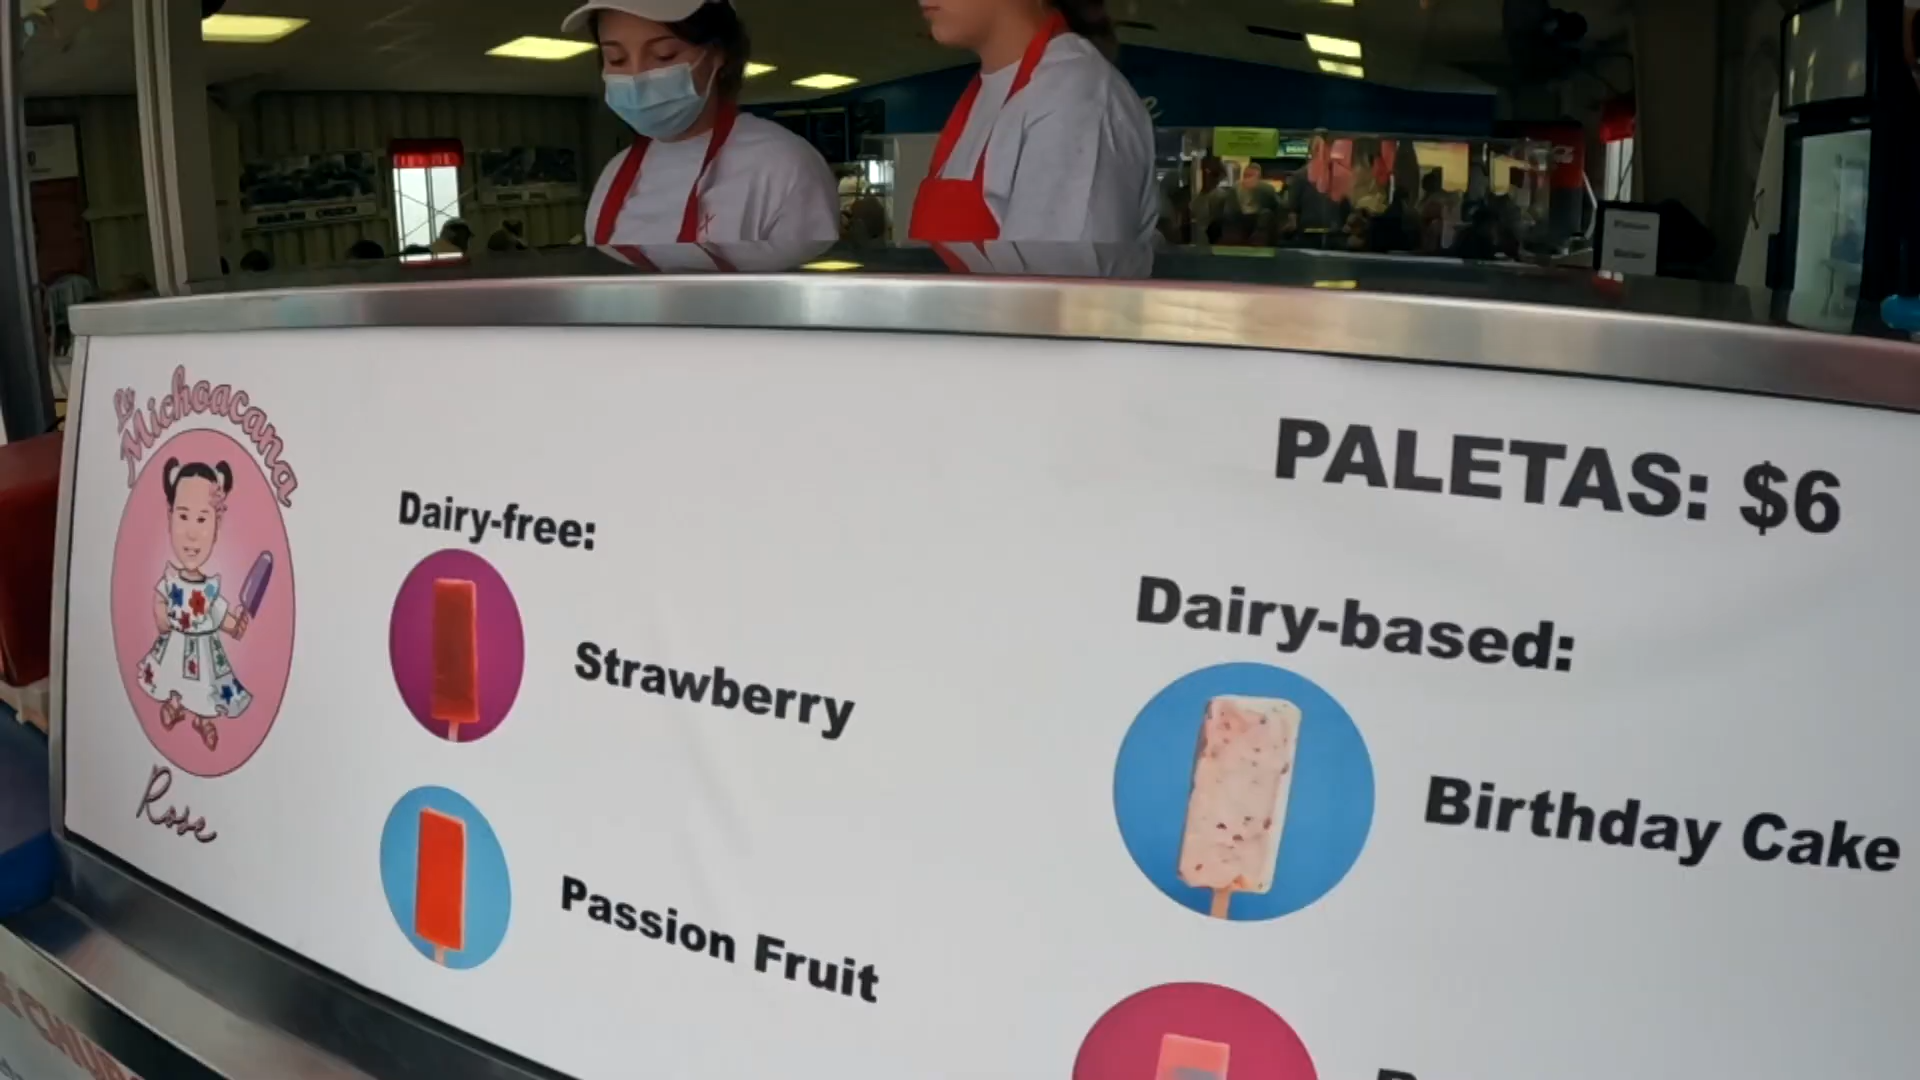 La
Michoacana
Rose
PALETAS: $6
Dairy-free:
Strawberry
Passion Fruit
Dairy-based:
Birthday Cake